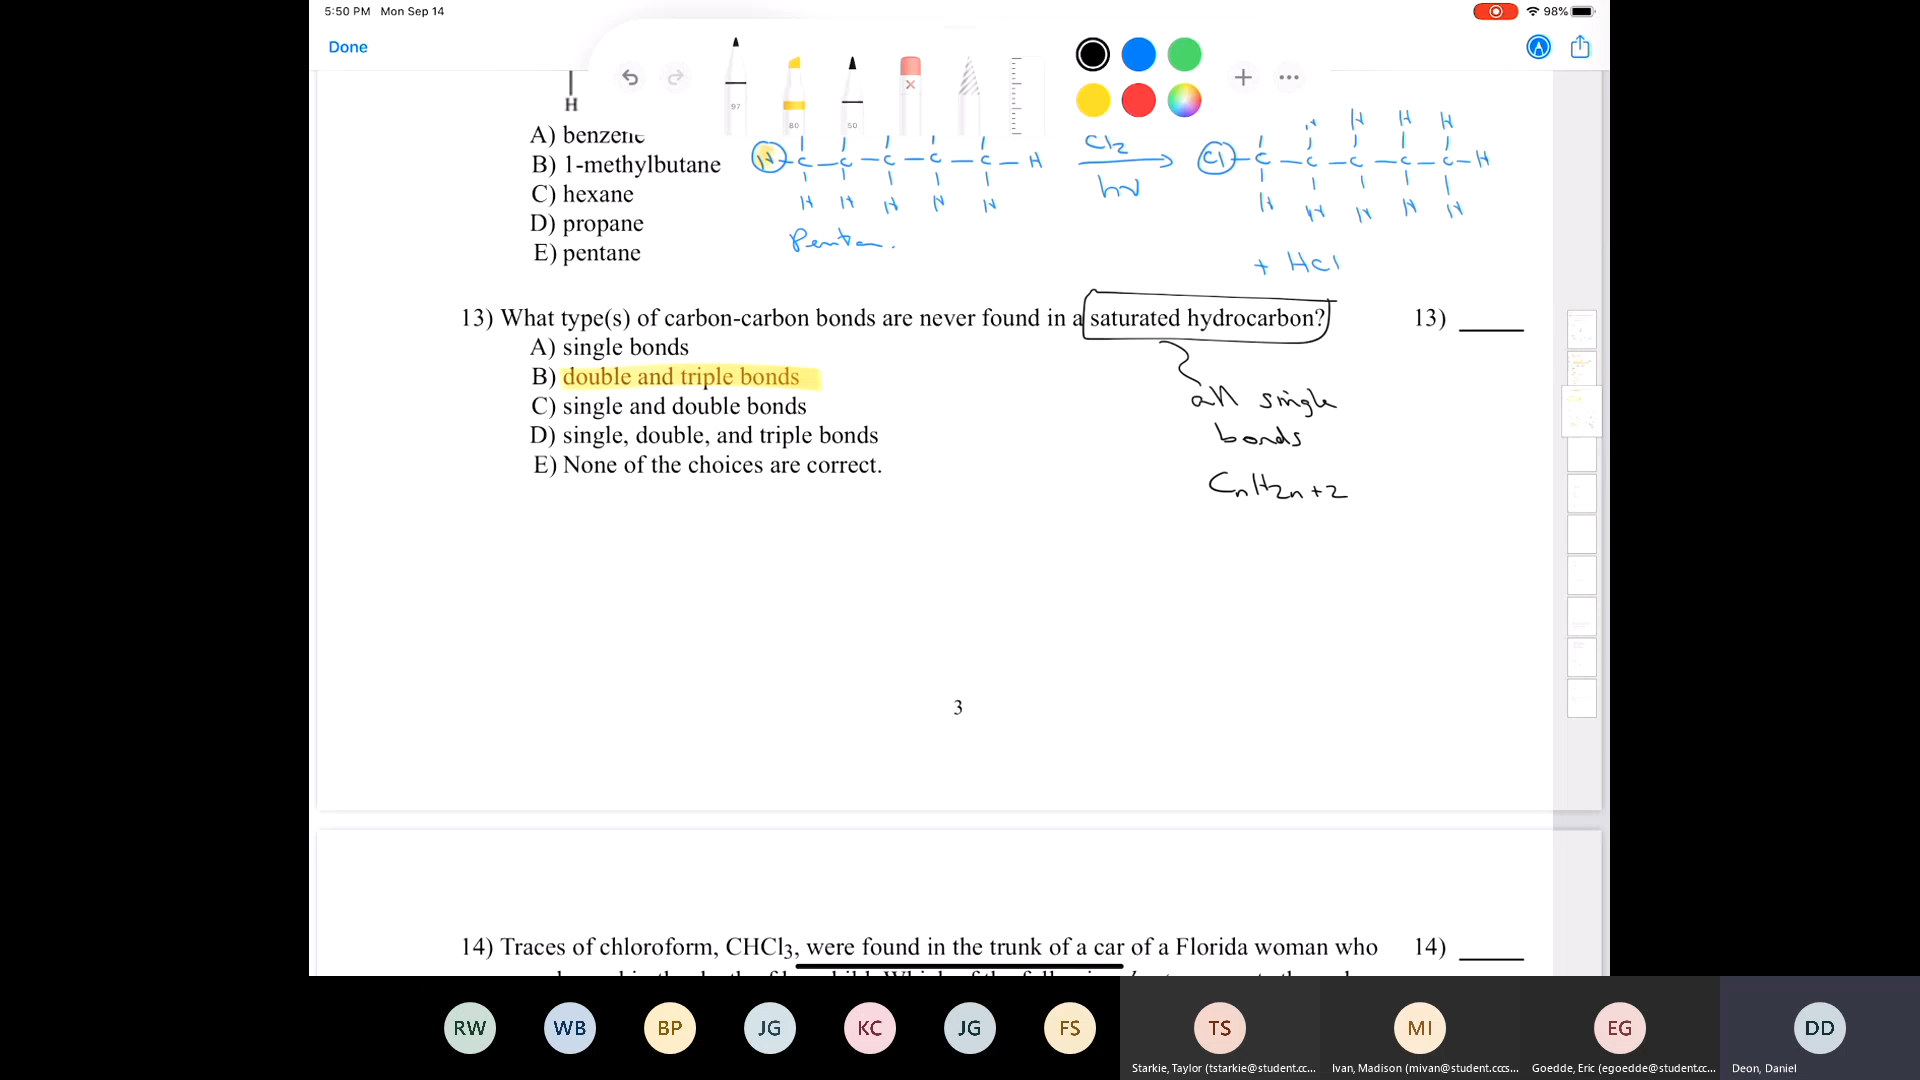 5:50 PM Mon Sep 14
98%
Done
97
80
50
H
A) benzene
B) 1-methylbutane
C) hexane
D) propane
E) pentane
H H H
H - C - C - C - C - C - H
Cl2
hν
Cl - C - C - C - C - C - H
H H H H H
H H H H H
+ HCl
13) What type(s) of carbon-carbon bonds are never found in a saturated hydrocarbon?
13)
A) single bonds
B) double and triple bonds
C) single and double bonds
D) single, double, and triple bonds
E) None of the choices are correct.
all single
bonds
CnH2n+2
3
14) Traces of chloroform, CHCl3, were found in the trunk of a car of a Florida woman who
14)
RW
WB
BP
JG
KC
JG
FS
TS
MI
EG
DD
Starkie, Taylor (tstarkie@student.cc...
Ivan, Madison (mivan@student.cccs...
Goedde, Eric (egoedde@student.cc...
Deon, Daniel